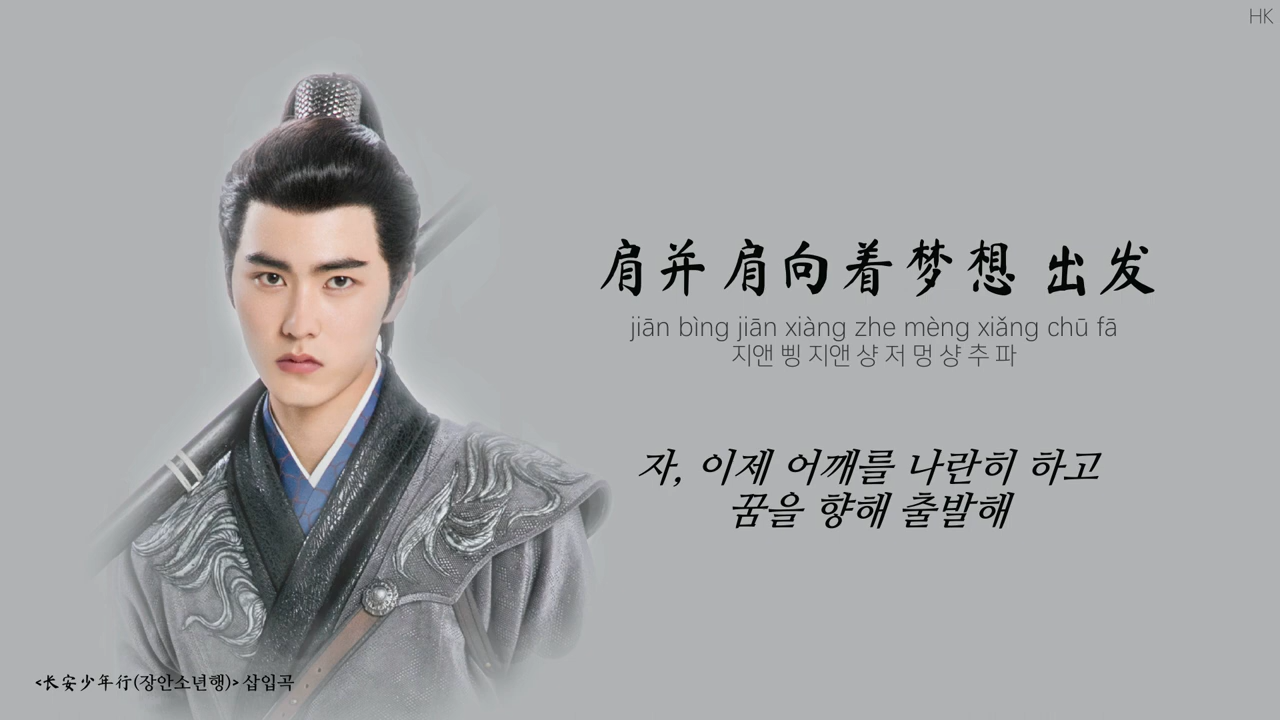 HK
肩并肩向着梦想 出发
jiān bìng jiān xiàng zhe mèng xiǎng chū fā
지앤 삥 지앤 샹 저 멍 샹 추 파
자, 이제 어깨를 나란히 하고
꿈을 향해 출발해
<长安少年行(장안소년행)> 삽입곡